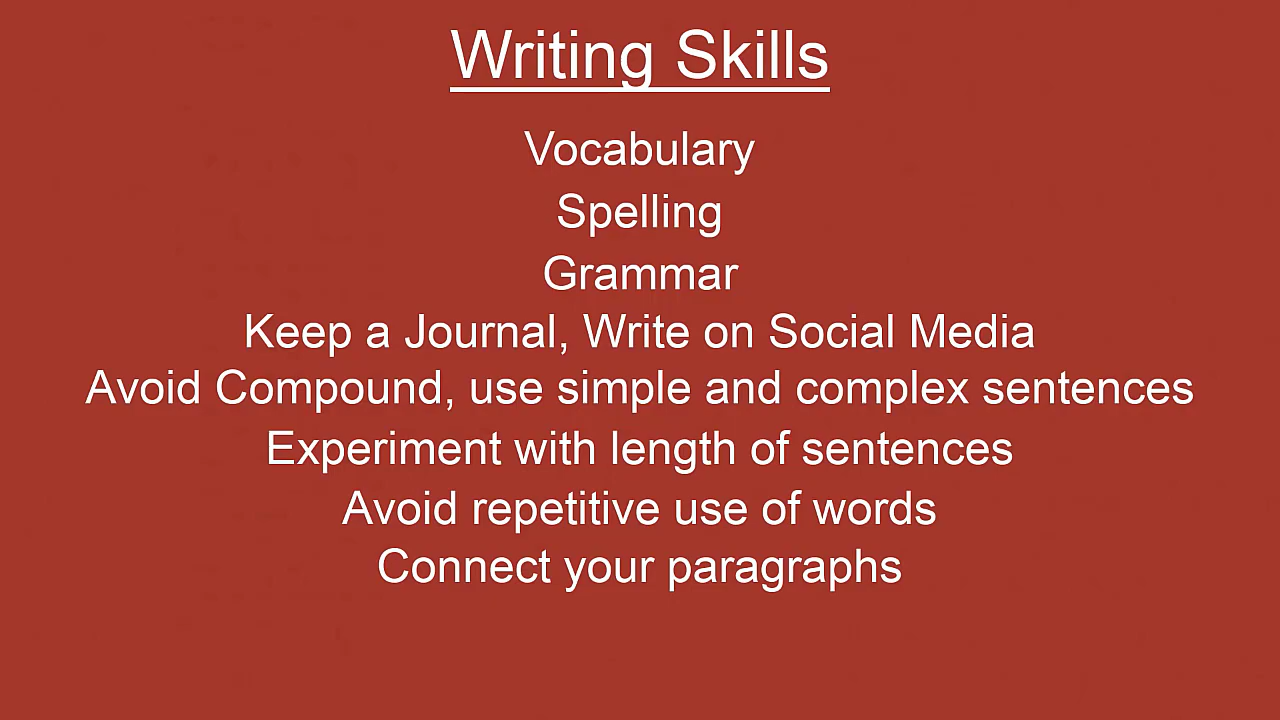 Writing Skills
Vocabulary
Spelling
Grammar
Keep a Journal, Write on Social Media
Avoid Compound, use simple and complex sentences
Experiment with length of sentences
Avoid repetitive use of words
Connect your paragraphs